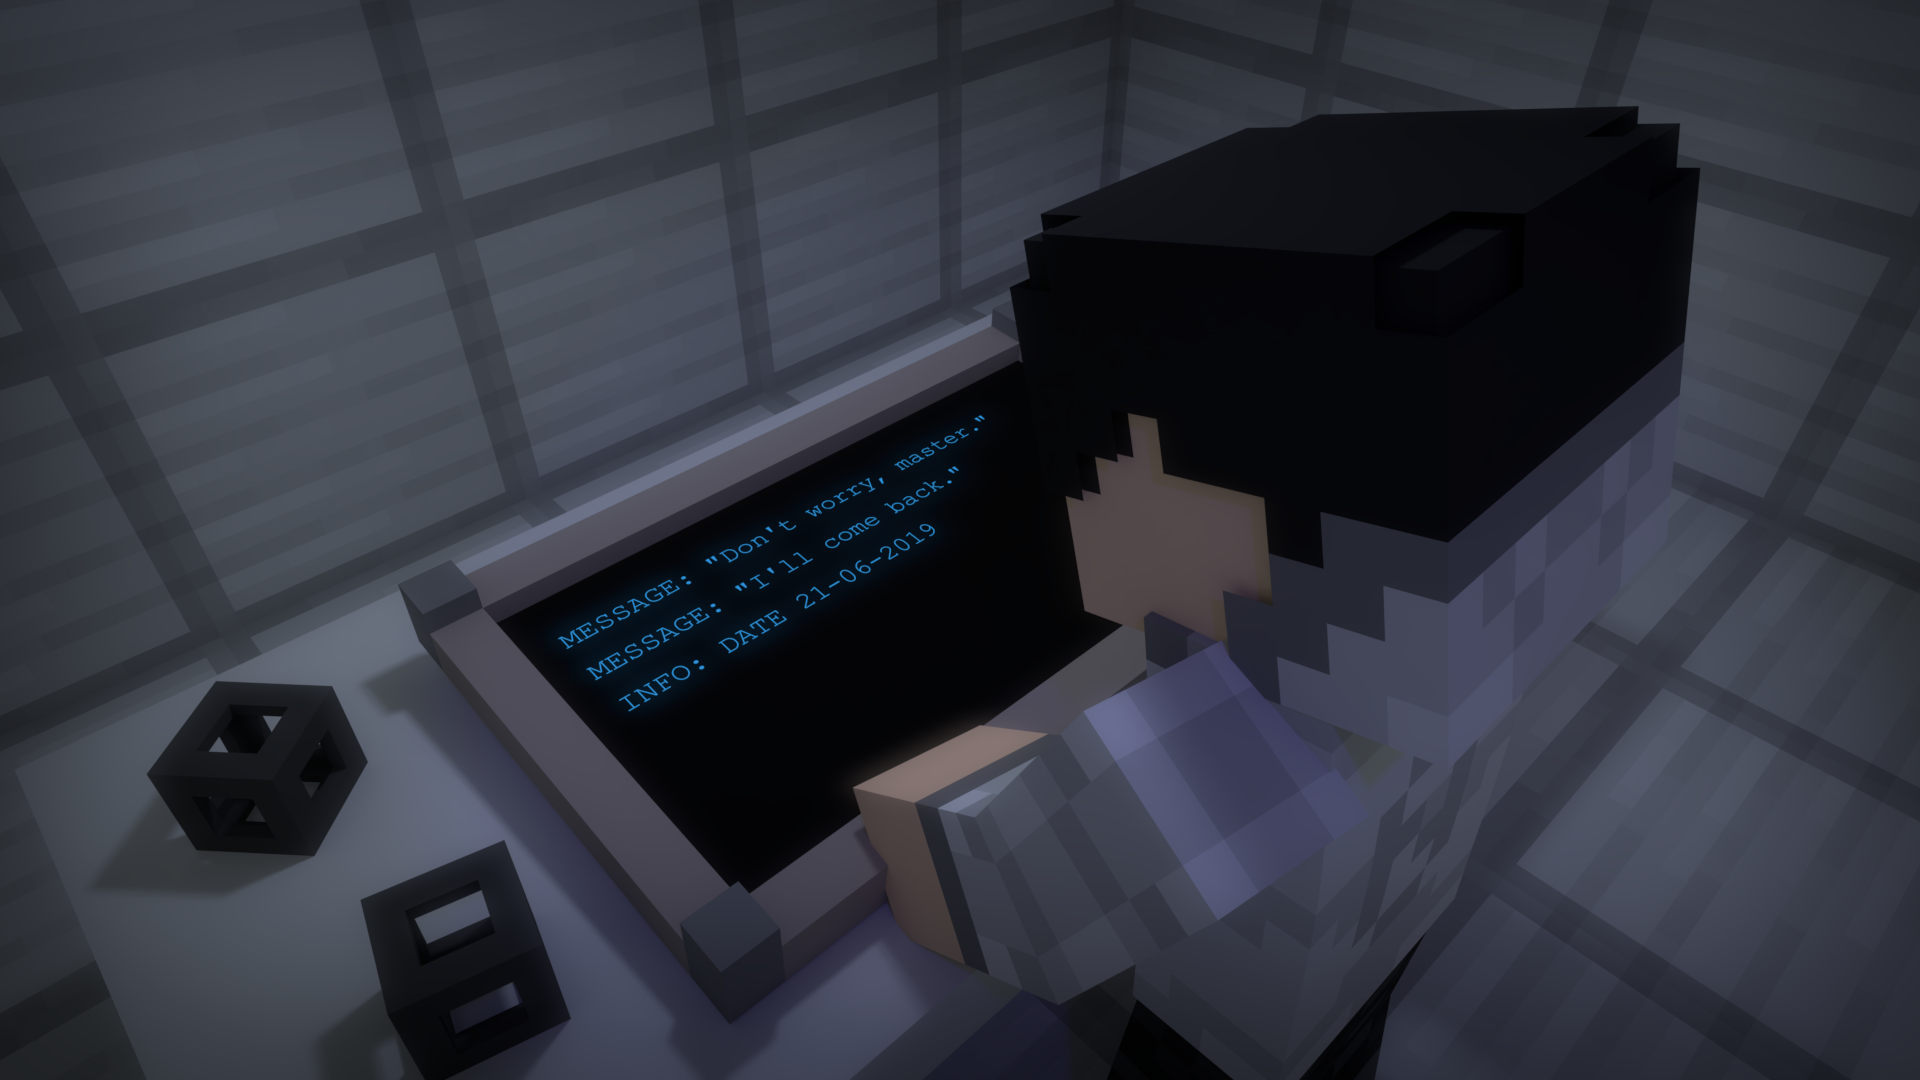 MESSAGE: "Don't worry, master."
MESSAGE: "I'll come back."
INFO: DATE 21-06-2019